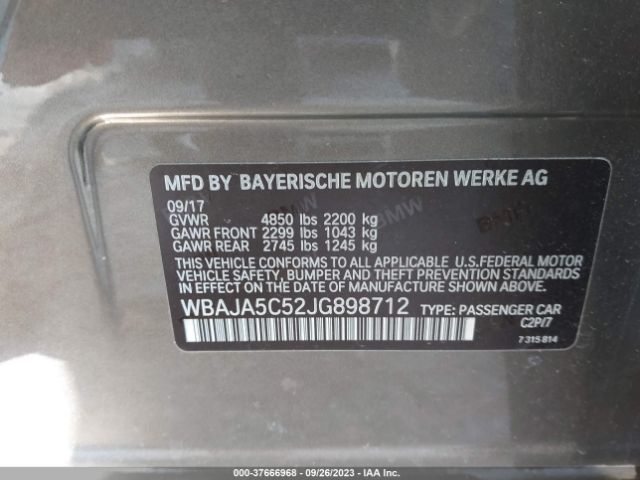 MFD BY BAYERISCHE MOTOREN WERKE AG
09/17
GVWR 4850 lbs 2200 kg
GAWR FRONT 2299 lbs 1043 kg
GAWR REAR 2745 lbs 1245 kg
THIS VEHICLE CONFORMS TO ALL APPLICABLE U.S.FEDERAL MOTOR
VEHICLE SAFETY, BUMPER AND THEFT PREVENTION STANDARDS
IN EFFECT ON THE DATE OF MANUFACTURE SHOWN ABOVE.
WBAJA5C52JG898712 TYPE: PASSENGER CAR
C2P/7
7 315 814
000-37666968 - 09/26/2023 - IAA, Inc.